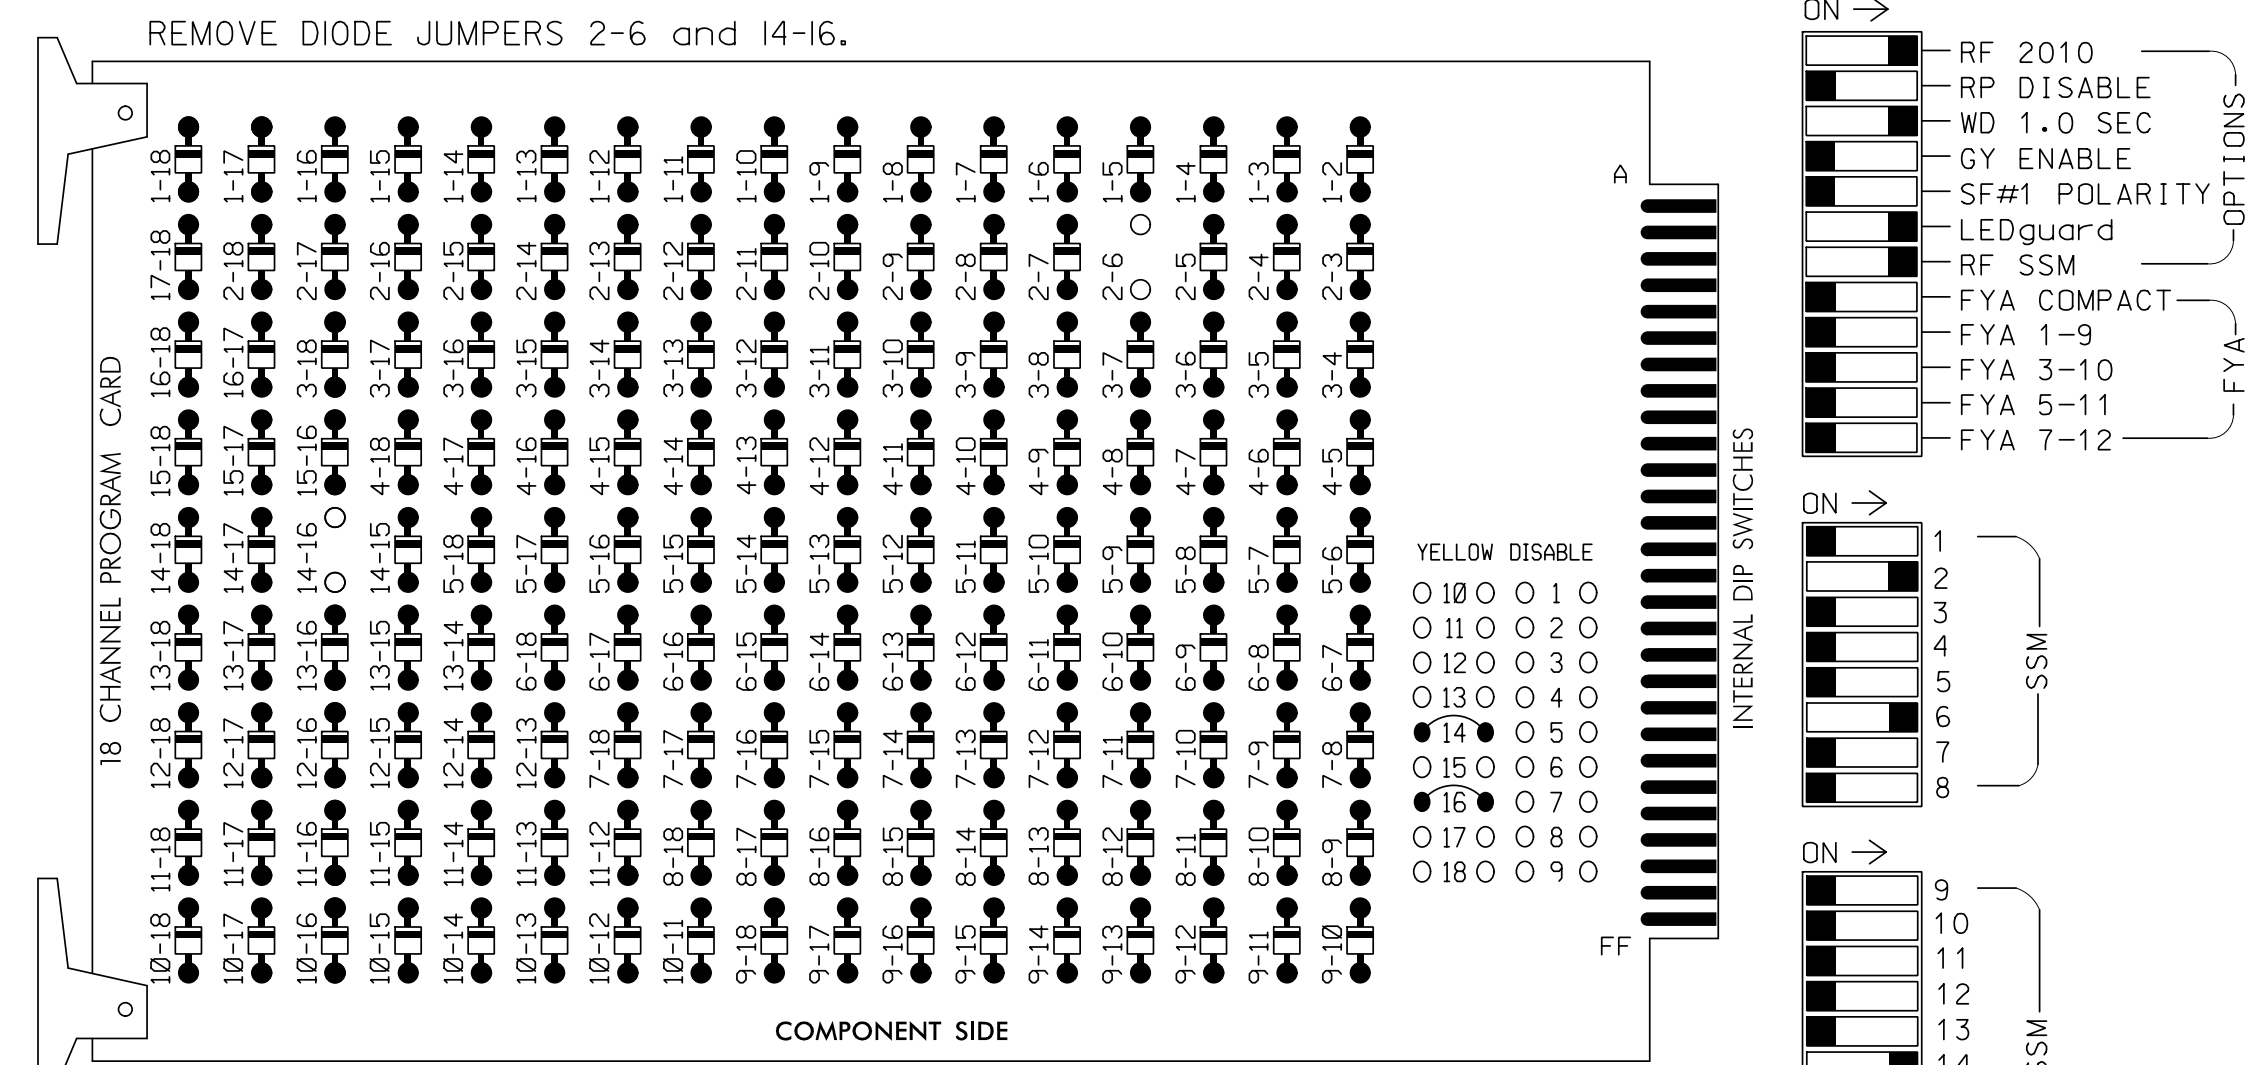 REMOVE DIODE JUMPERS 2-6 and 14-16.
1-18 1-17 1-16 1-15 1-14 1-13 1-12 1-11 1-10 1-9 1-8 1-7 1-6 1-5 1-4 1-3 1-2
17-18 2-18 2-17 2-16 2-15 2-14 2-13 2-12 2-11 2-10 2-9 2-8 2-7 2-6 2-5 2-4 2-3
16-18 16-17 3-18 3-17 3-16 3-15 3-14 3-13 3-12 3-11 3-10 3-9 3-8 3-7 3-6 3-5 3-4
15-18 15-17 15-16 4-18 4-17 4-16 4-15 4-14 4-13 4-12 4-11 4-10 4-9 4-8 4-7 4-6 4-5
14-18 14-17 14-16 14-15 5-18 5-17 5-16 5-15 5-14 5-13 5-12 5-11 5-10 5-9 5-8 5-7 5-6
13-18 13-17 13-16 13-15 13-14 6-18 6-17 6-16 6-15 6-14 6-13 6-12 6-11 6-10 6-9 6-8 6-7
12-18 12-17 12-16 12-15 12-14 12-13 7-18 7-17 7-16 7-15 7-14 7-13 7-12 7-11 7-10 7-9 7-8
11-18 11-17 11-16 11-15 11-14 11-13 11-12 8-18 8-17 8-16 8-15 8-14 8-13 8-12 8-11 8-10 8-9
10-18 10-17 10-16 10-15 10-14 10-13 10-12 10-11 9-18 9-17 9-16 9-15 9-14 9-13 9-12 9-11 9-10
18 CHANNEL PROGRAM CARD
COMPONENT SIDE
A
FF
YELLOW DISABLE
10 1
11 2
12 3
13 4
14 5
15 6
16 7
17 8
18 9
INTERNAL DIP SWITCHES
ON →
RF 2010
RP DISABLE
WD 1.0 SEC
GY ENABLE
SF#1 POLARITY
LEDguard
RF SSM
OPTIONS
FYA COMPACT
FYA 1-9
FYA 3-10
FYA 5-11
FYA 7-12
FYA
ON →
1
2
3
4
5
6
7
8
SSM
ON →
9
10
11
12
13
14
SSM